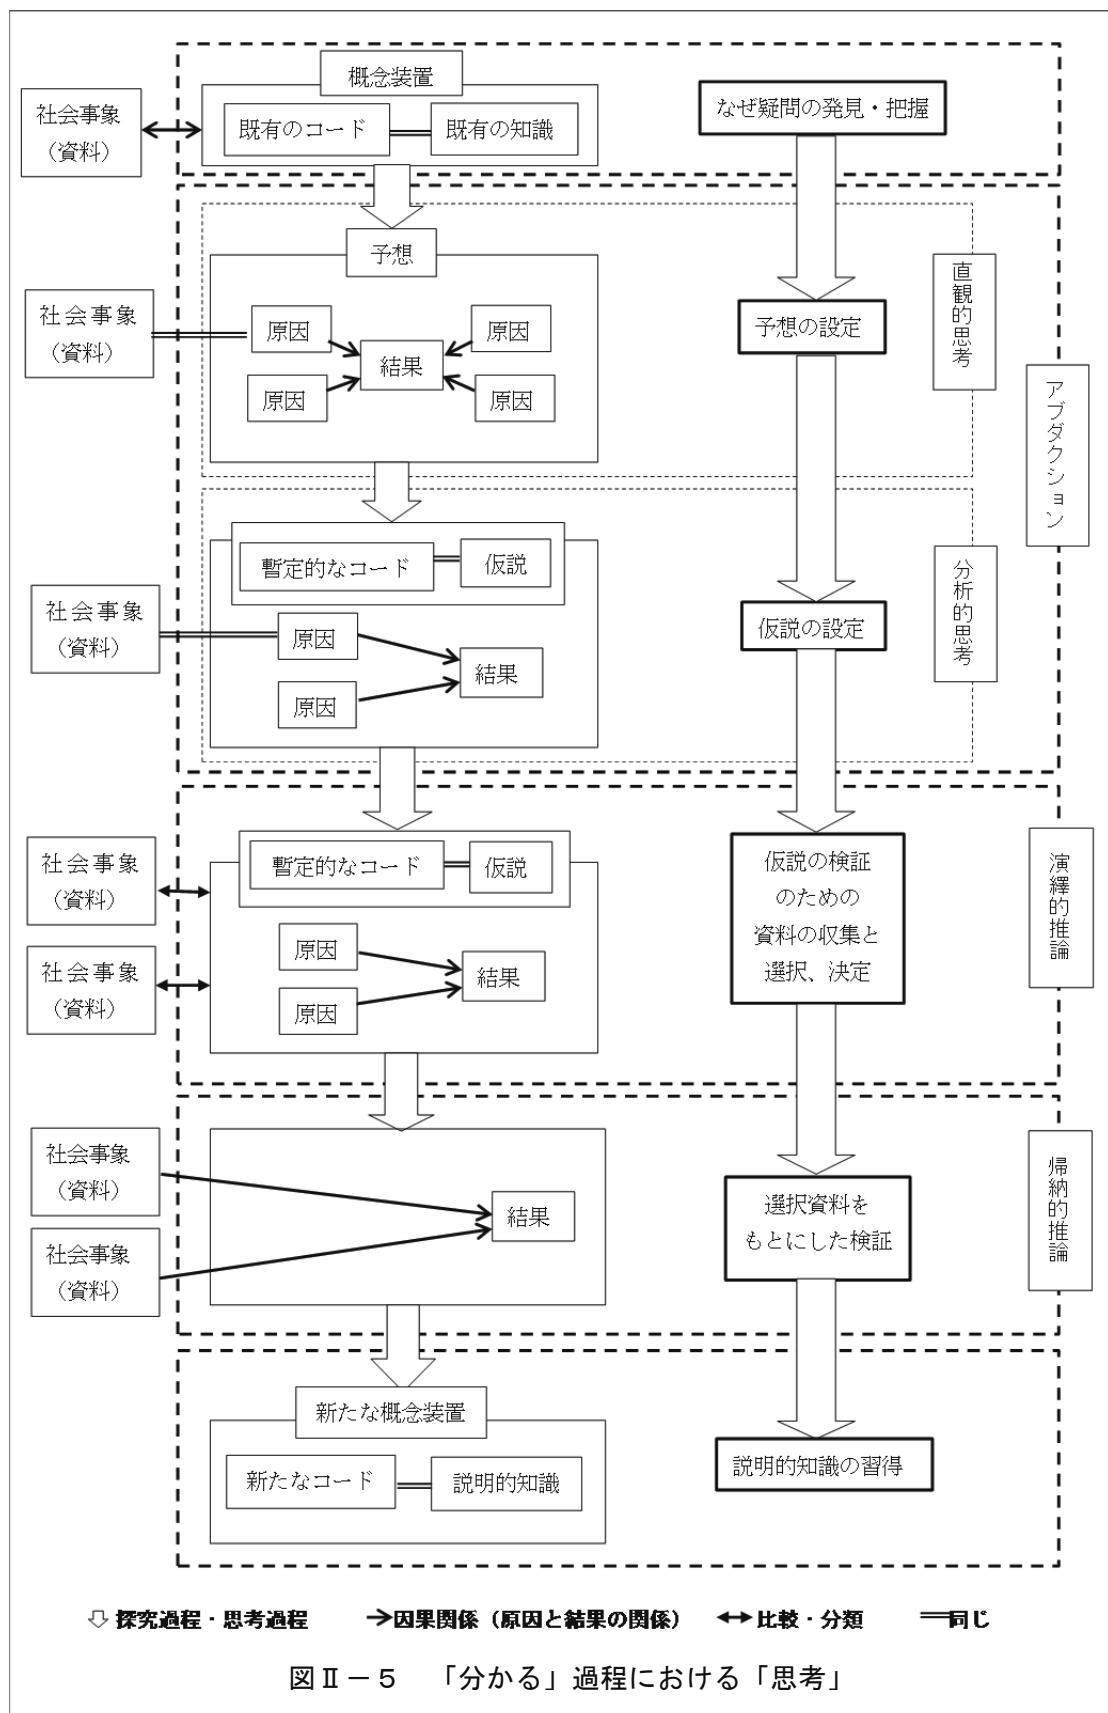 概念装置
社会事象
（資料）
既有のコード
既有の知識
なぜ疑問の発見・把握
予想
社会事象
（資料）
原因
原因
結果
原因
原因
予想の設定
直観的思考
アブダクション
暫定的なコード
仮説
社会事象
（資料）
原因
結果
原因
仮説の設定
分析的思考
暫定的なコード
仮説
社会事象
（資料）
社会事象
（資料）
原因
結果
原因
仮説の検証
のための
資料の収集と
選択、決定
演繹的推論
社会事象
（資料）
社会事象
（資料）
結果
選択資料を
もとにした検証
帰納的推論
新たな概念装置
新たなコード
説明的知識
説明的知識の習得
探究過程・思考過程
因果関係（原因と結果の関係）
比較・分類
同じ
図Ⅱ－５　「分かる」過程における「思考」